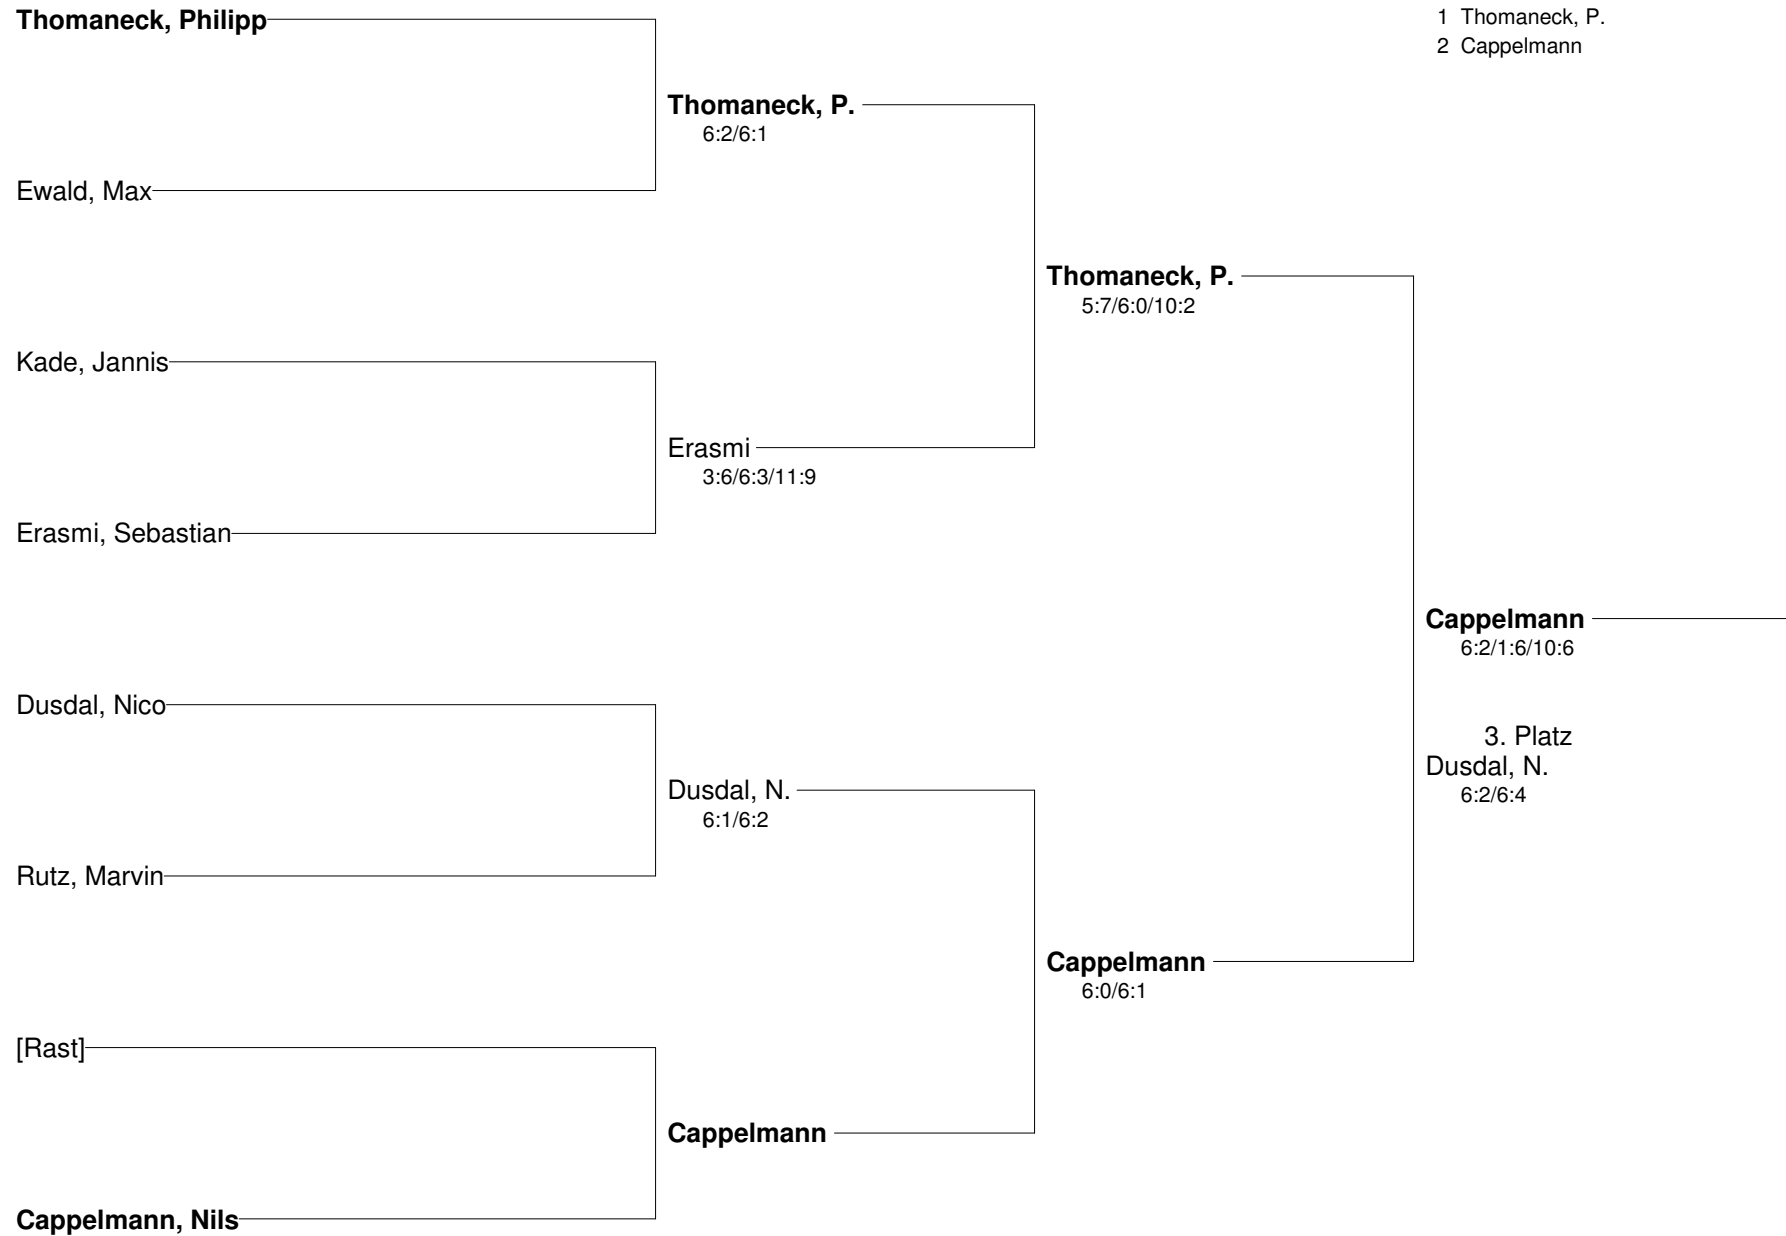 Thomaneck, Philipp
1 Thomaneck, P.
2 Cappelmann
Thomaneck, P.
6:2/6:1
Ewald, Max
Thomaneck, P.
5:7/6:0/10:2
Kade, Jannis
Erasmi
3:6/6:3/11:9
Erasmi, Sebastian
Cappelmann
6:2/1:6/10:6
Dusdal, Nico
3. Platz
Dusdal, N.
6:2/6:4
Dusdal, N.
6:1/6:2
Rutz, Marvin
Cappelmann
6:0/6:1
[Rast]
Cappelmann
Cappelmann, Nils